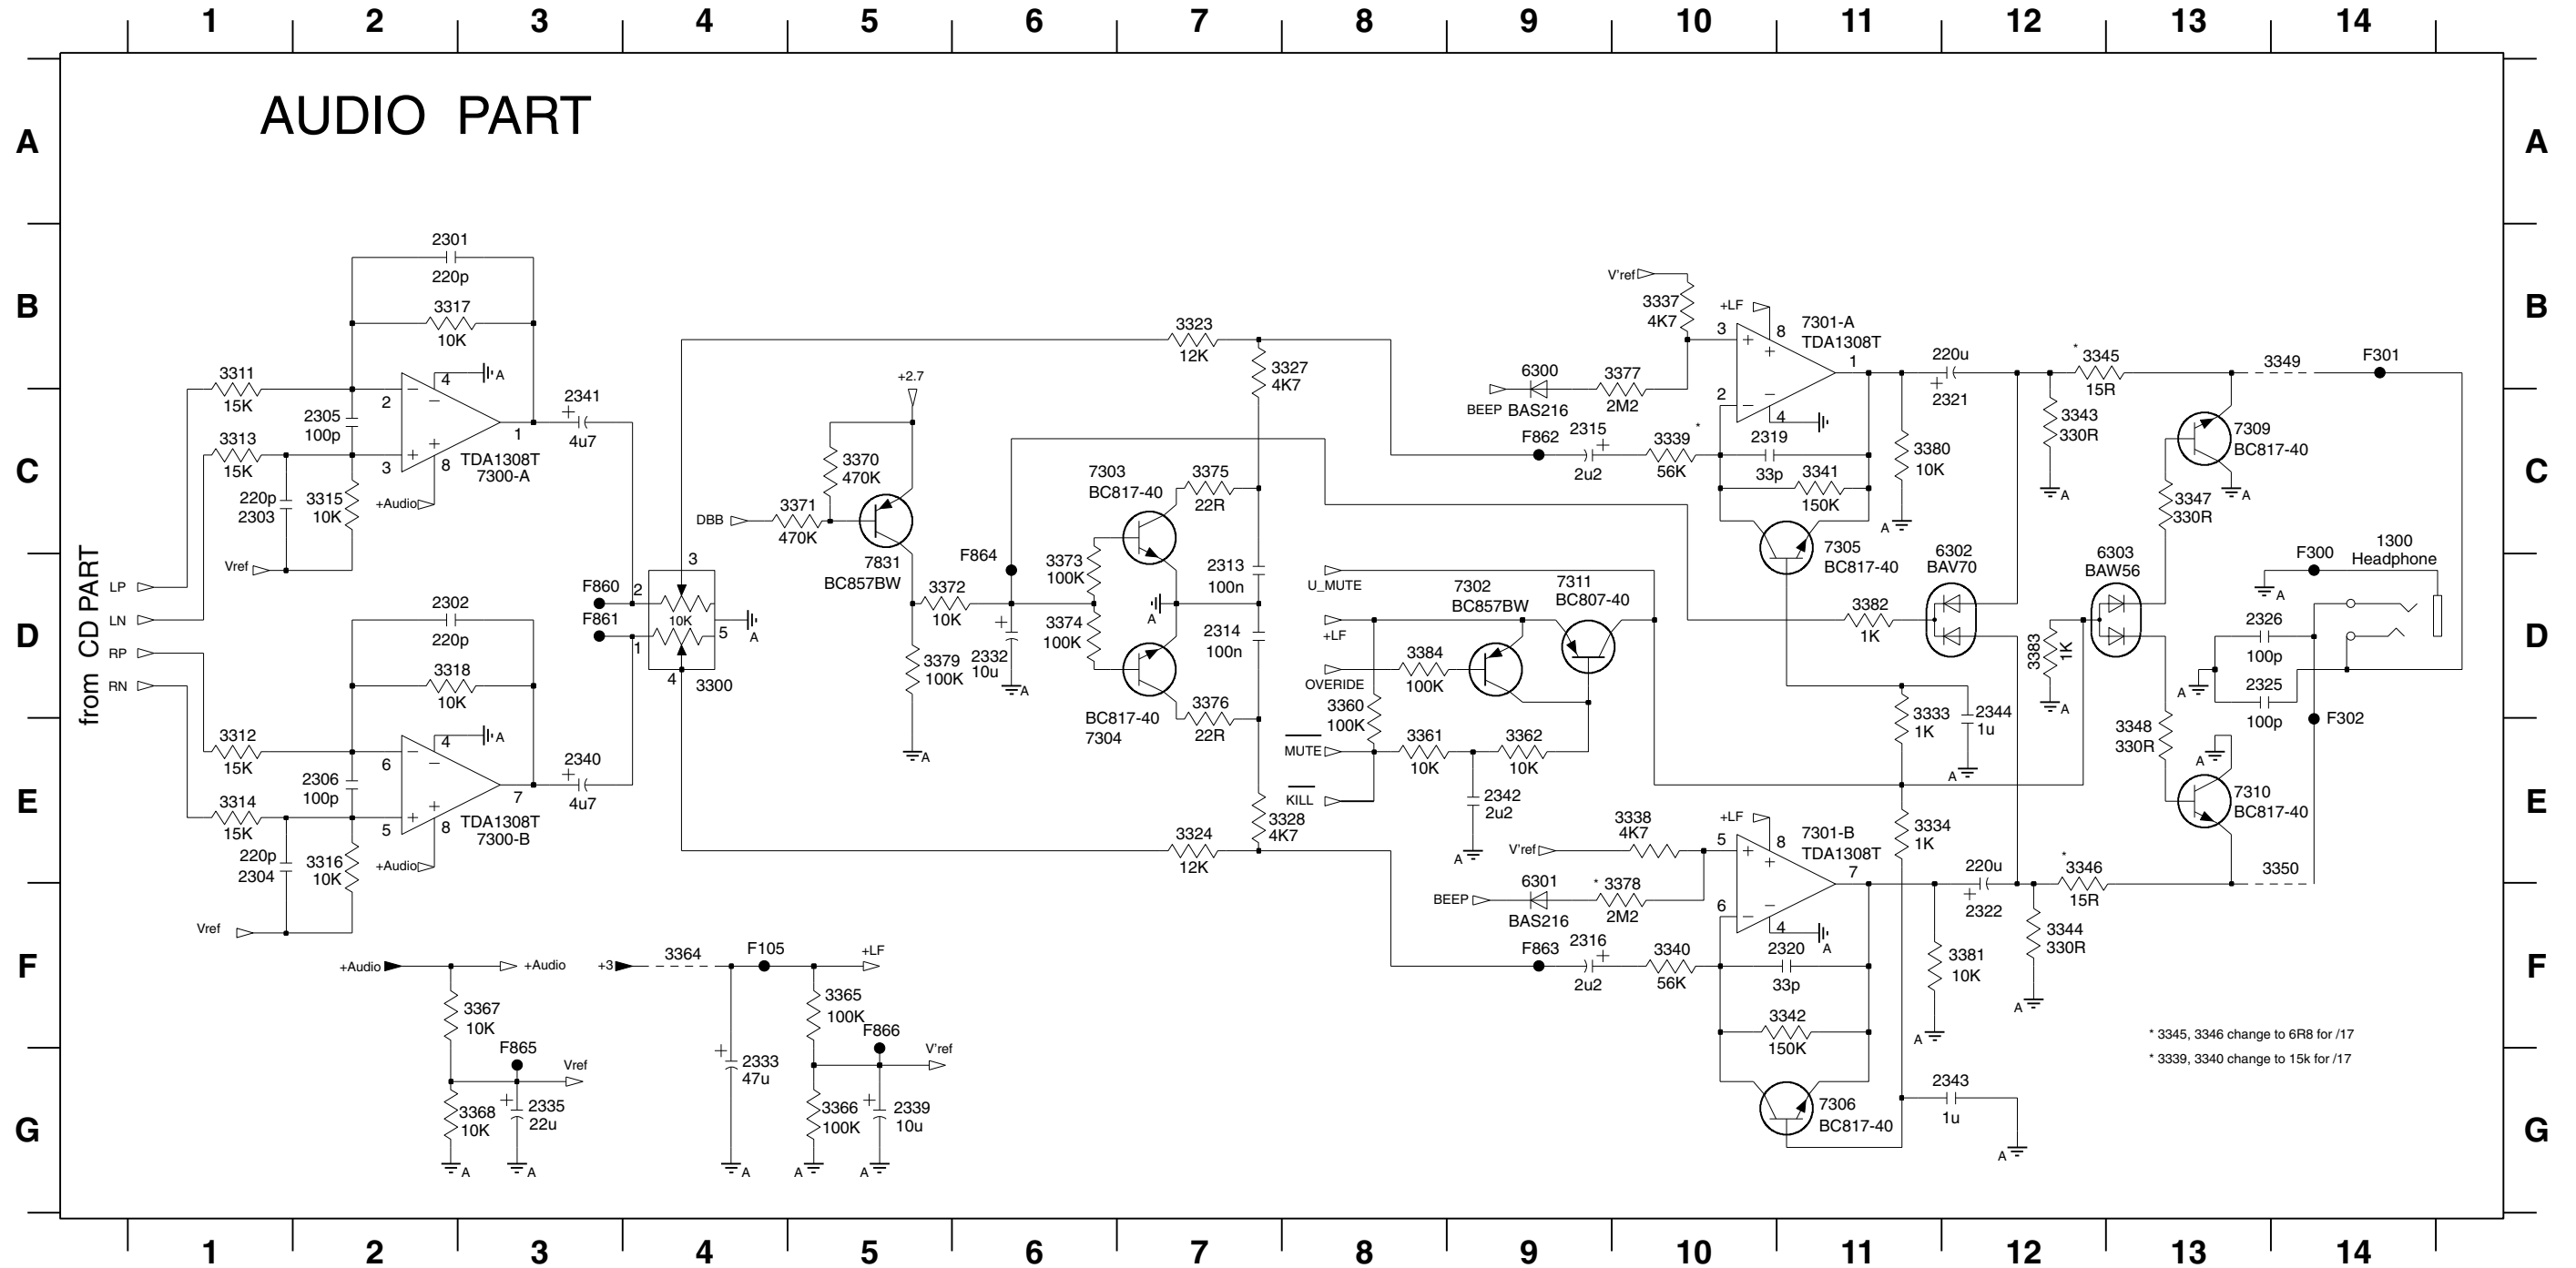 1 2 3 4 5 6 7 8 9 10 11 12 13 14
AUDIO PART
A A
B B
C C
D D
E E
F F
G G
from CD PART
LP
LN
RP
RN
2301
220p
3317
10K
3311
15K
3313
15K
2305
100p
220p
2303
3315
10K
Vref
2
3
4
A
8
1
TDA1308T
7300-A
+Audio
2341
4u7
2302
220p
3318
10K
3312
15K
3314
15K
2306
100p
220p
2304
3316
10K
Vref
6
5
4
A
8
7
TDA1308T
7300-B
+Audio
2340
4u7
F860
F861
2
1
3
10K
5
A
4
3300
+2.7
3370
470K
DBB
3371
470K
7831
BC857BW
3372
10K
3379
100K
A
F864
2332
10u
A
3373
100K
3374
100K
7303
BC817-40
3375
22R
A
BC817-40
7304
3376
22R
3323
12K
3327
4K7
2313
100n
2314
100n
3328
4K7
3324
12K
U_MUTE
+LF
OVERRIDE
MUTE
KILL
3384
100K
3360
100K
3361
10K
3362
10K
2342
2u2
A
7302
BC857BW
7311
BC807-40
V'ref
3337
4K7
+LF
3
2
8
4
1
7301-A
TDA1308T
6300
BEEP BAS216
3377
2M2
F862
2315
2u2
3339 *
56K
2319
33p
3341
150K
7305
BC817-40
3380
10K
A
220u
2321
* 3345
15R
3343
330R
A
3349
F301
7309
BC817-40
A
3347
330R
6302
BAV70
3382
1K
6303
BAW56
3383
1K
A
3333
1K
2344
1u
A
3334
1K
1300
Headphone
F300
A
2326
100p
2325
100p
A
F302
3348
330R
A
7310
BC817-40
3338
4K7
V'ref
+LF
5
6
8
4
A
7
7301-B
TDA1308T
BEEP
6301
BAS216
* 3378
2M2
F863
2316
2u2
3340
56K
2320
33p
3342
150K
7306
BC817-40
220u
2322
* 3346
15R
3350
3344
330R
A
3381
10K
A
2343
1u
A
+Audio
+Audio
3367
10K
F865
Vref
3368
10K
2335
22u
A
A
+3
3364
F105
+LF
3365
100K
F866
V'ref
2333
47u
3366
100K
2339
10u
A
A
A
* 3345, 3346 change to 6R8 for /17
* 3339, 3340 change to 15k for /17
1 2 3 4 5 6 7 8 9 10 11 12 13 14